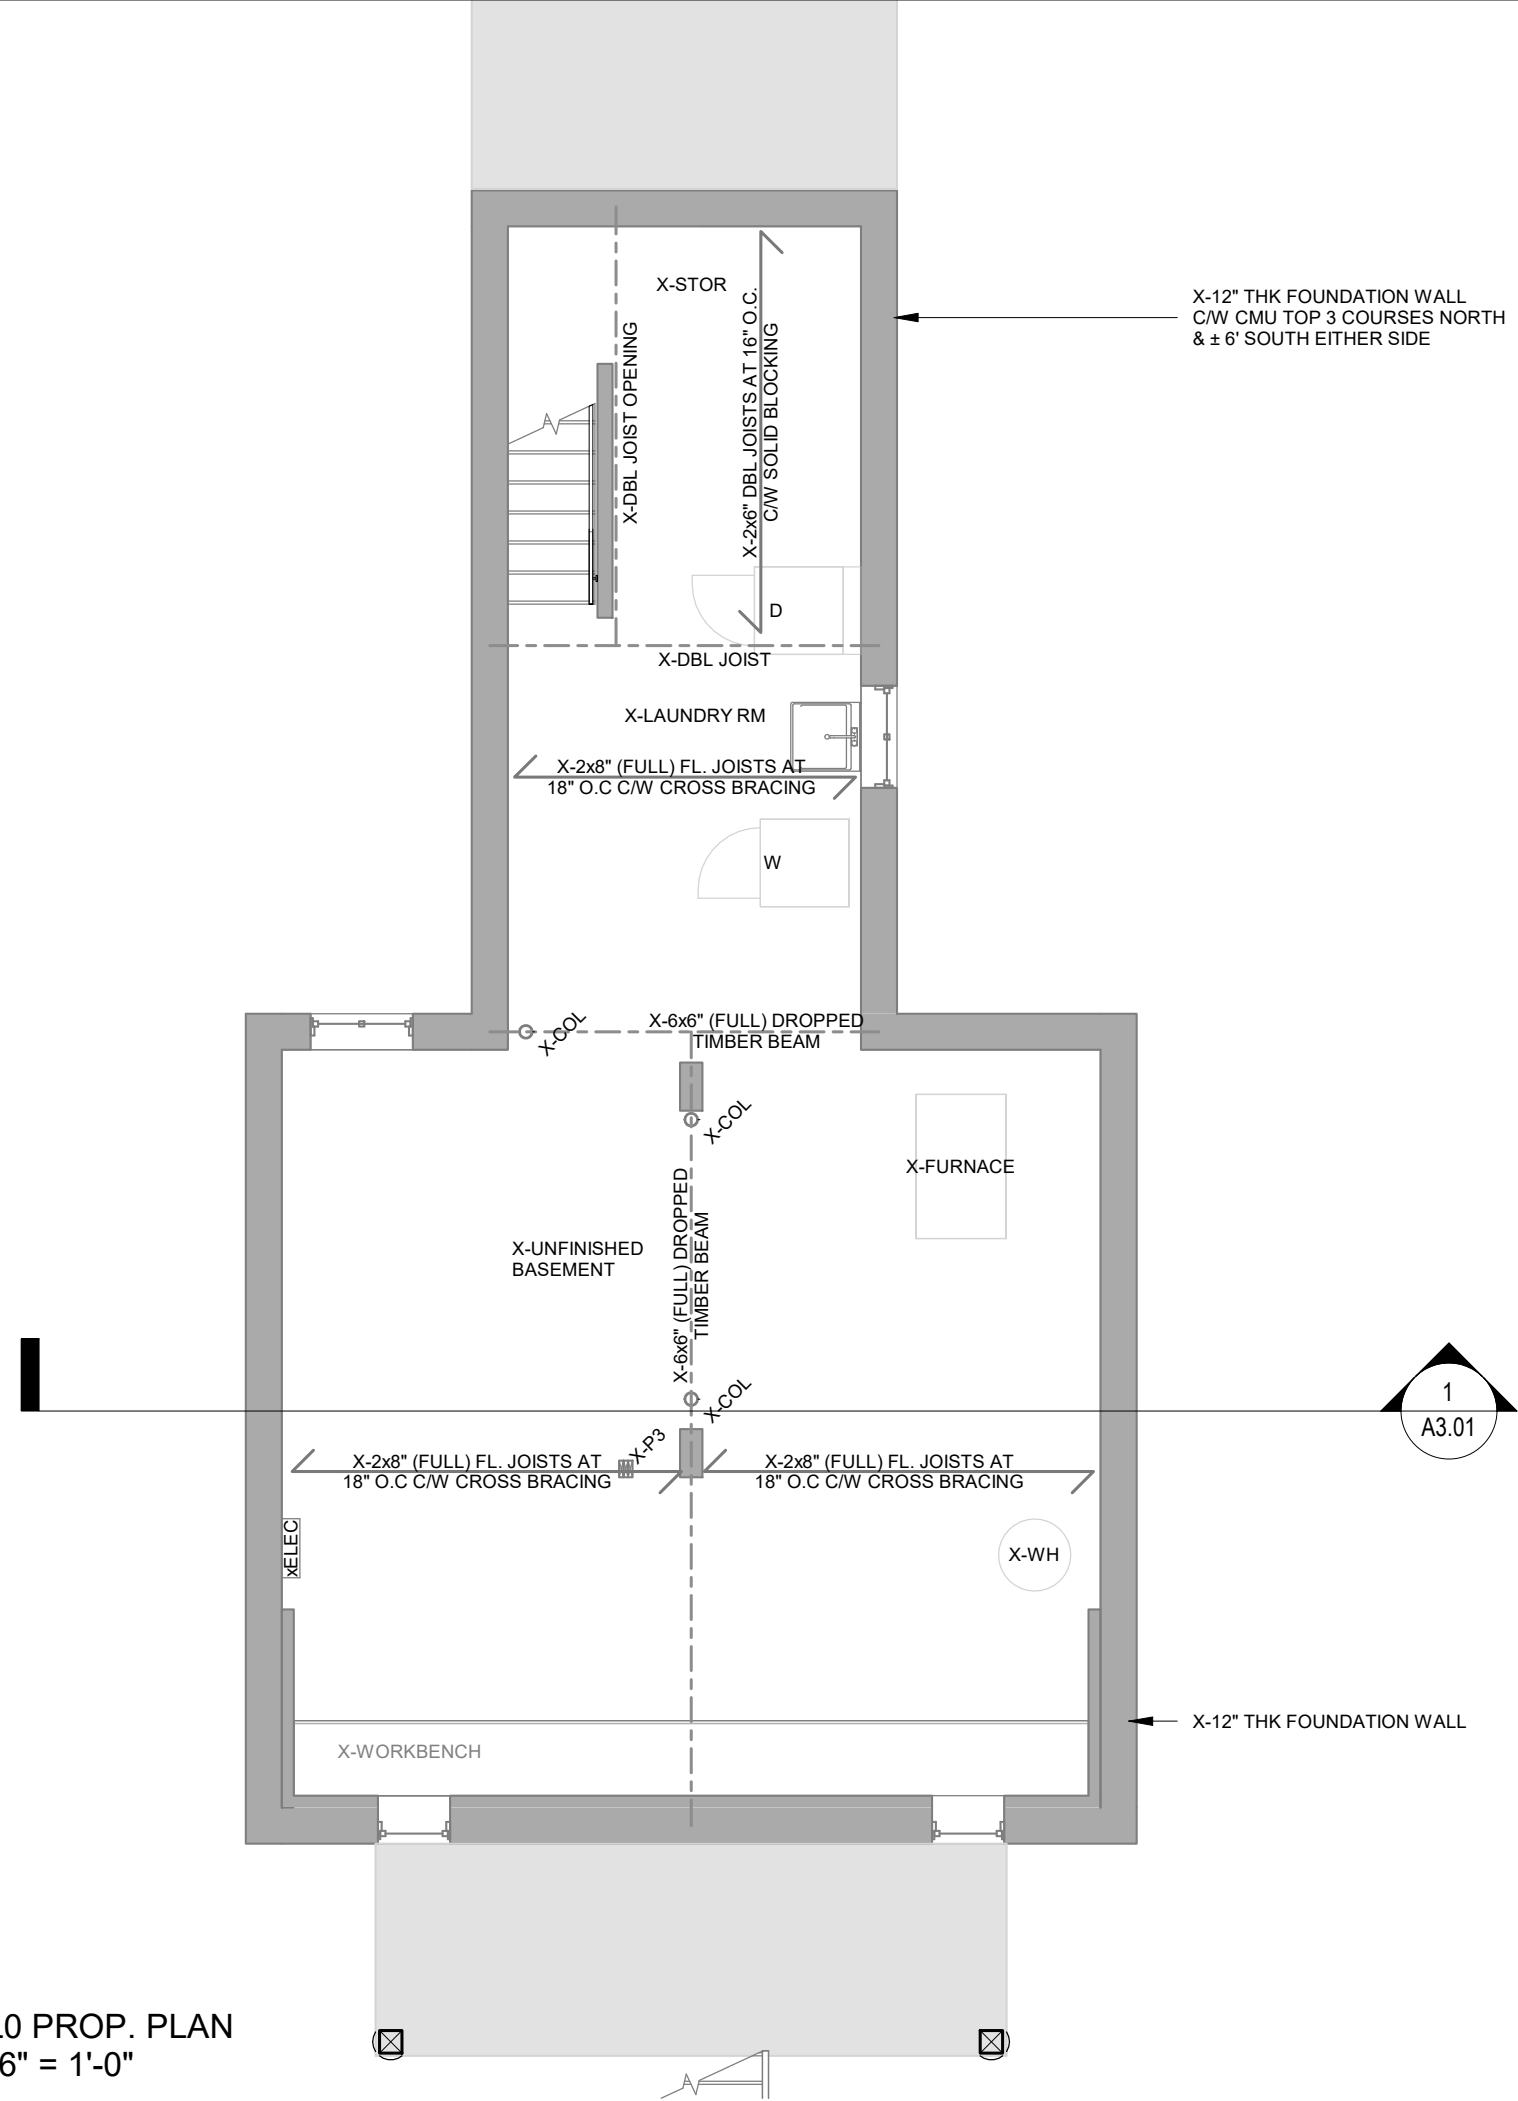 X-STOR
X-12" THK FOUNDATION WALL
C/W CMU TOP 3 COURSES NORTH
& ± 6' SOUTH EITHER SIDE
X-DBL JOIST OPENING
X-2x6" DBL JOISTS AT 16" O.C.
C/W SOLID BLOCKING
D
X-DBL JOIST
X-LAUNDRY RM
X-2x8" (FULL) FL. JOISTS AT
18" O.C C/W CROSS BRACING
W
X-COL
X-6x6" (FULL) DROPPED
TIMBER BEAM
X-COL
X-FURNACE
X-6x6" (FULL) DROPPED
TIMBER BEAM
X-UNFINISHED
BASEMENT
X-COL
1
A3.01
X-P3
X-2x8" (FULL) FL. JOISTS AT
18" O.C C/W CROSS BRACING
X-2x8" (FULL) FL. JOISTS AT
18" O.C C/W CROSS BRACING
xELEC
X-WH
X-12" THK FOUNDATION WALL
X-WORKBENCH
.0 PROP. PLAN
6" = 1'-0"